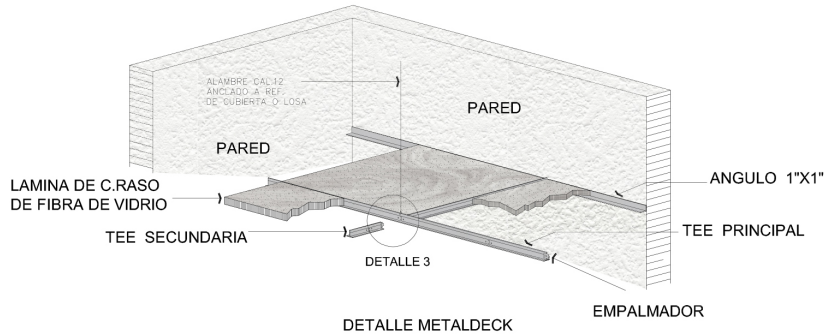 ALAMBRE CAL.12
ANCLADO A REF.
DE CUBIERTA O LOSA
PARED
PARED
LAMINA DE C.RASO
DE FIBRA DE VIDRIO
ANGULO 1"X1"
TEE SECUNDARIA
TEE PRINCIPAL
DETALLE 3
EMPALMADOR
DETALLE METALDECK